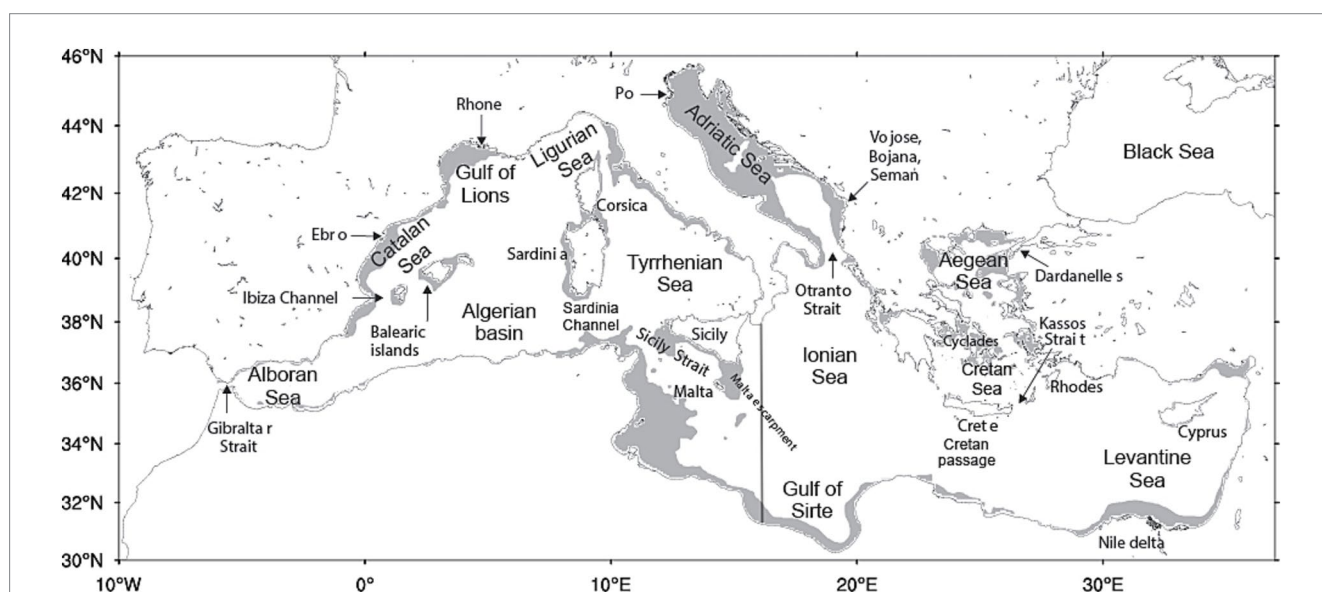 46°N
44°N
42°N
40°N
38°N
36°N
34°N
32°N
30°N
10°W
0°
10°E
20°E
30°E
Po
Rhone
Ligurian
Sea
Adriatic Sea
Vo jose,
Bojana,
Semań
Black Sea
Gulf of
Lions
Corsica
Ebr o
Catalan
Sea
Sardini a
Tyrrhenian
Sea
Aegean
Sea
Dardanelle s
Ibiza Channel
Otranto
Strait
Balearic
islands
Algerian
basin
Sardinia
Channel
Sicily
Sicily Strait
Kassos
Strai t
Cyclades
Ionian
Sea
Cretan
Sea
Rhodes
Alboran
Sea
Malta
Malta e scarpment
Gibralta r
Strait
Cret e
Cretan
passage
Cyprus
Levantine
Sea
Gulf of
Sirte
Nile delta